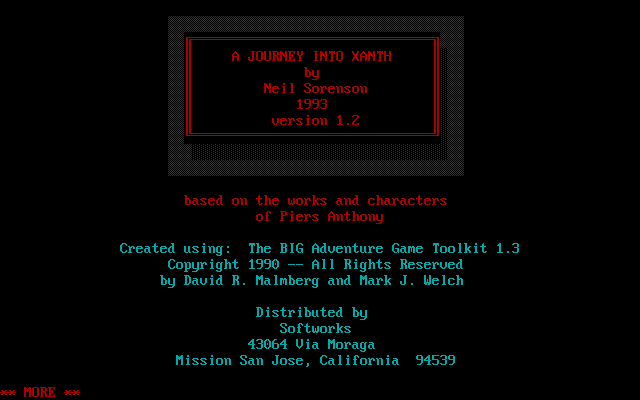 A JOURNEY INTO XANTH
by
Neil Sorenson
1993
version 1.2
based on the works and characters
of Piers Anthony
Created using:  The BIG Adventure Game Toolkit 1.3
Copyright 1990 -- All Rights Reserved
by David R. Malmberg and Mark J. Welch
Distributed by
Softworks
43064 Via Moraga
Mission San Jose, California  94539
** MORE **